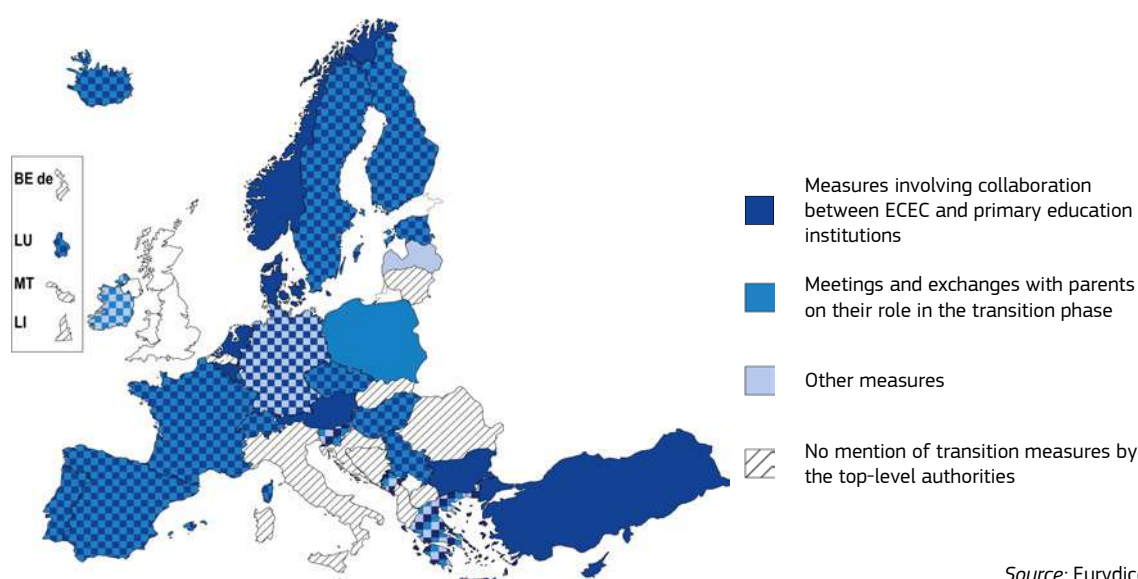 BE de
LU
MT
LI
Measures involving collaboration
between ECEC and primary education
institutions
Meetings and exchanges with parents
on their role in the transition phase
Other measures
No mention of transition measures by
the top-level authorities
Source: Eurydice